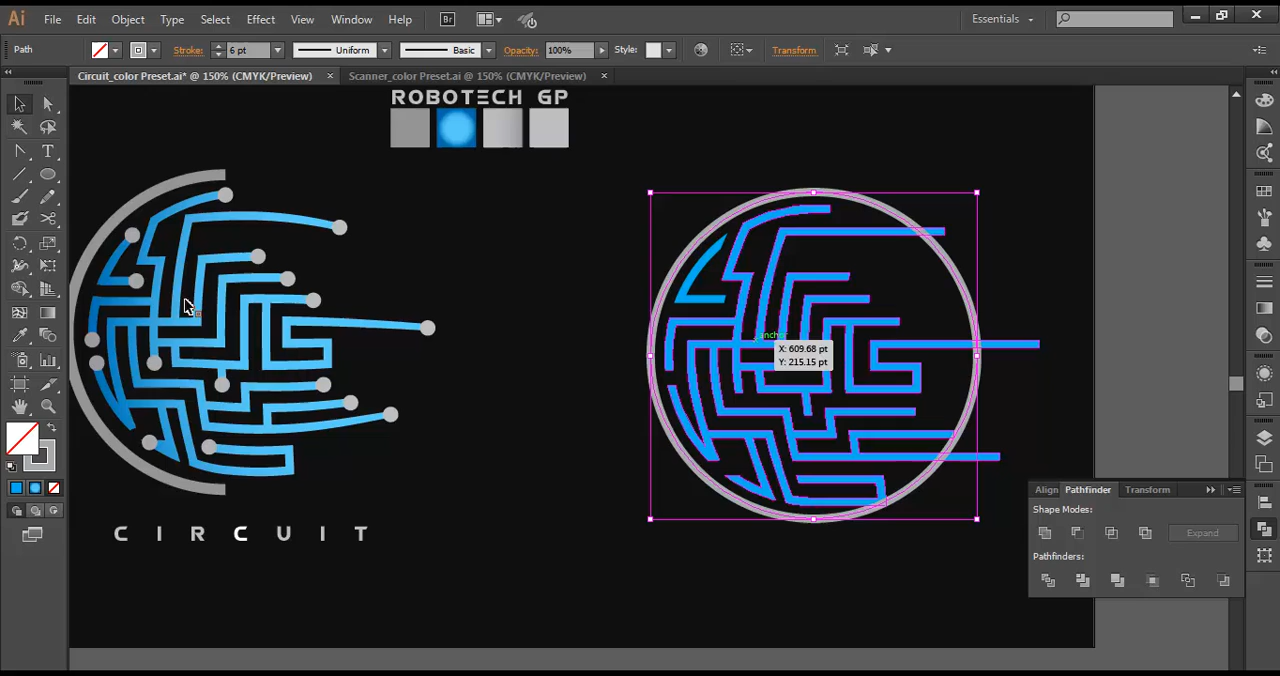 Ai File Edit Object Type Select Effect View Window Help Br Essentials
Path Stroke: 6 pt Uniform Basic Opacity: 100% Style: Transform
Circuit_color Preset.ai* @ 150% (CMYK/Preview) × Scanner_color Preset.ai @ 150% (CMYK/Preview) ×
ROBOTECH GP
anchor
X: 609.68 pt
Y: 215.15 pt
Align Pathfinder Transform
Shape Modes:
Expand
Pathfinders:
CIRCUIT